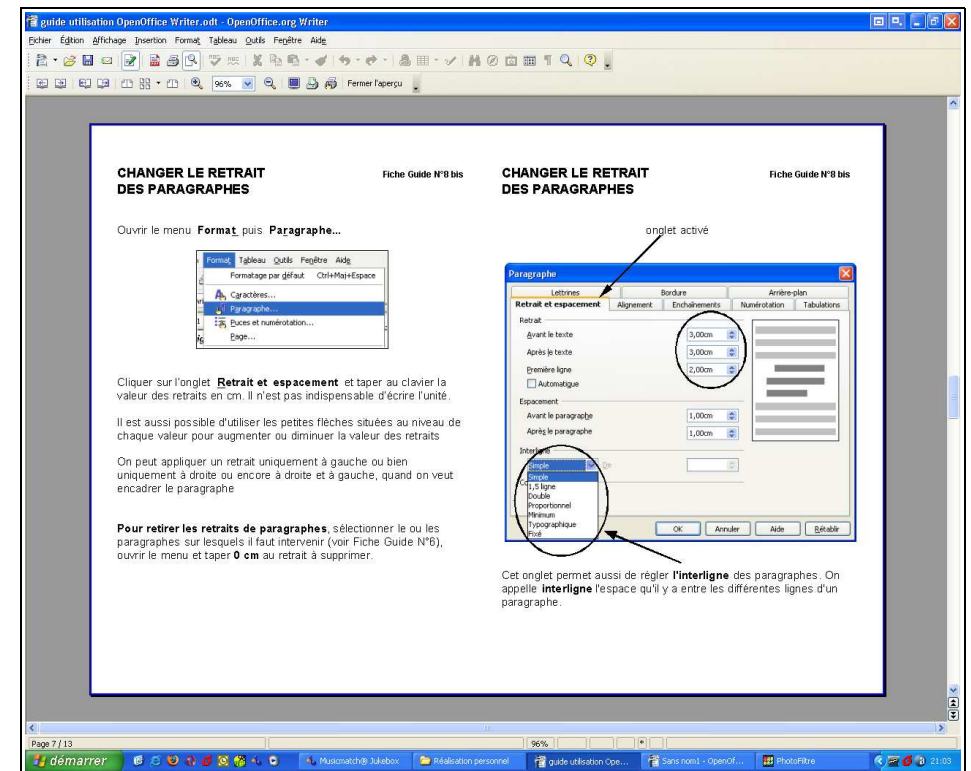 guide utilisation OpenOffice Writer.odt - OpenOffice.org Writer
Fichier Édition Affichage Insertion Format Tableau Outils Fenêtre Aide
96% Fermer l'aperçu
CHANGER LE RETRAIT
DES PARAGRAPHES
Fiche Guide N°8 bis
Ouvrir le menu Format puis Paragraphe...
Format Tableau Outils Fenêtre Aide
Formatage par défaut Ctrl+Maj+Espace
Caractères...
Paragraphe...
Puces et numérotation...
Page...
Cliquer sur l'onglet Retrait et espacement et taper au clavier la
valeur des retraits en cm. Il n'est pas indispensable d'écrire l'unité.
Il est aussi possible d'utiliser les petites flèches situées au niveau de
chaque valeur pour augmenter ou diminuer la valeur des retraits
On peut appliquer un retrait uniquement à gauche ou bien
uniquement à droite ou encore à droite et à gauche, quand on veut
encadrer le paragraphe
Pour retirer les retraits de paragraphes, sélectionner le ou les
paragraphes sur lesquels il faut intervenir (voir Fiche Guide N°6),
ouvrir le menu et taper 0 cm au retrait à supprimer.
CHANGER LE RETRAIT
DES PARAGRAPHES
Fiche Guide N°8 bis
onglet activé
Paragraphe
Lettrines Bordure Arrière-plan
Retrait et espacement Alignement Enchaînements Numérotation Tabulations
Retrait
Avant le texte 3,00cm
Après le texte 3,00cm
Première ligne 2,00cm
Automatique
Espacement
Avant le paragraphe 1,00cm
Après le paragraphe 1,00cm
Interligne
Simple De
Simple
1,5 ligne
Double
Proportionnel
Minimum
Typographique
Fixé
OK Annuler Aide Rétablir
Cet onglet permet aussi de régler l'interligne des paragraphes. On
appelle interligne l'espace qu'il y a entre les différentes lignes d'un
paragraphe.
Page 7 / 13 96% *
démarrer Musicmatch® Jukebox Réalisation personnel guide utilisation Ope... Sans nom1 - OpenOf... PhotoFiltre 21:03